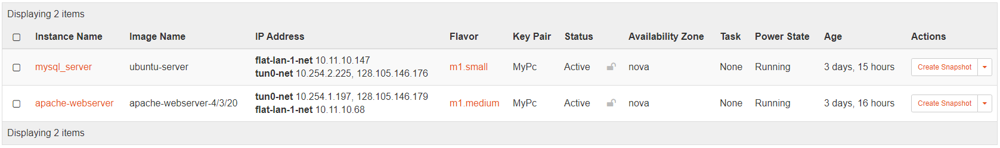 Displaying 2 items
Instance Name Image Name IP Address Flavor Key Pair Status Availability Zone Task Power State Age Actions
mysql_server ubuntu-server flat-lan-1-net 10.11.10.147 m1.small MyPc Active nova None Running 3 days, 15 hours Create Snapshot
tun0-net 10.254.2.225, 128.105.146.176
apache-webserver apache-webserver-4/3/20 tun0-net 10.254.1.197, 128.105.146.179 m1.medium MyPc Active nova None Running 3 days, 16 hours Create Snapshot
flat-lan-1-net 10.11.10.68
Displaying 2 items